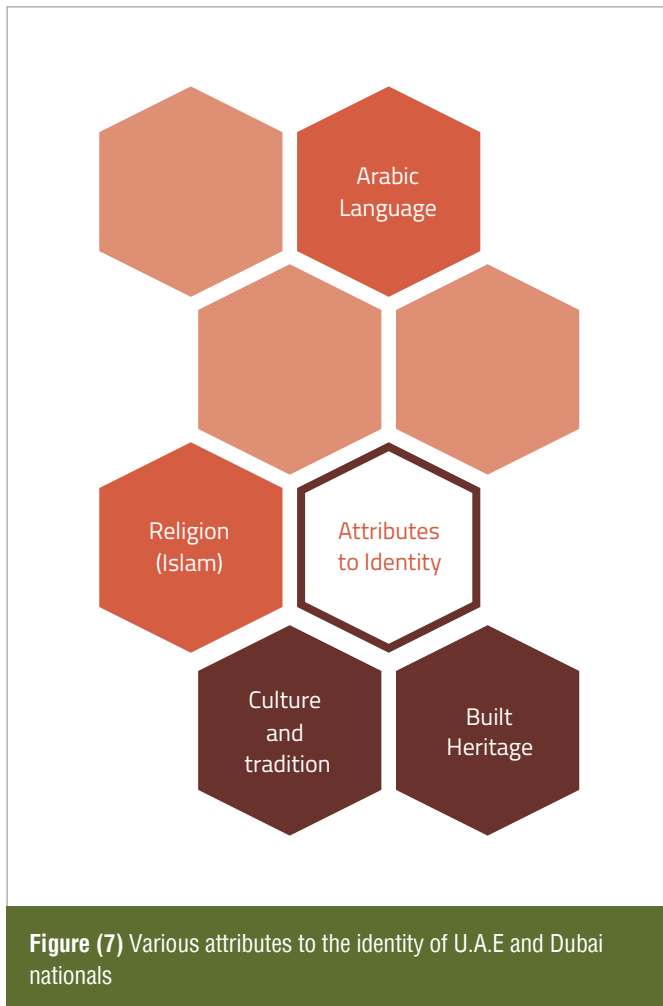 Arabic
Language
Religion
(Islam)
Attributes
to Identity
Culture
and
tradition
Built
Heritage
Figure (7) Various attributes to the identity of U.A.E and Dubai
nationals